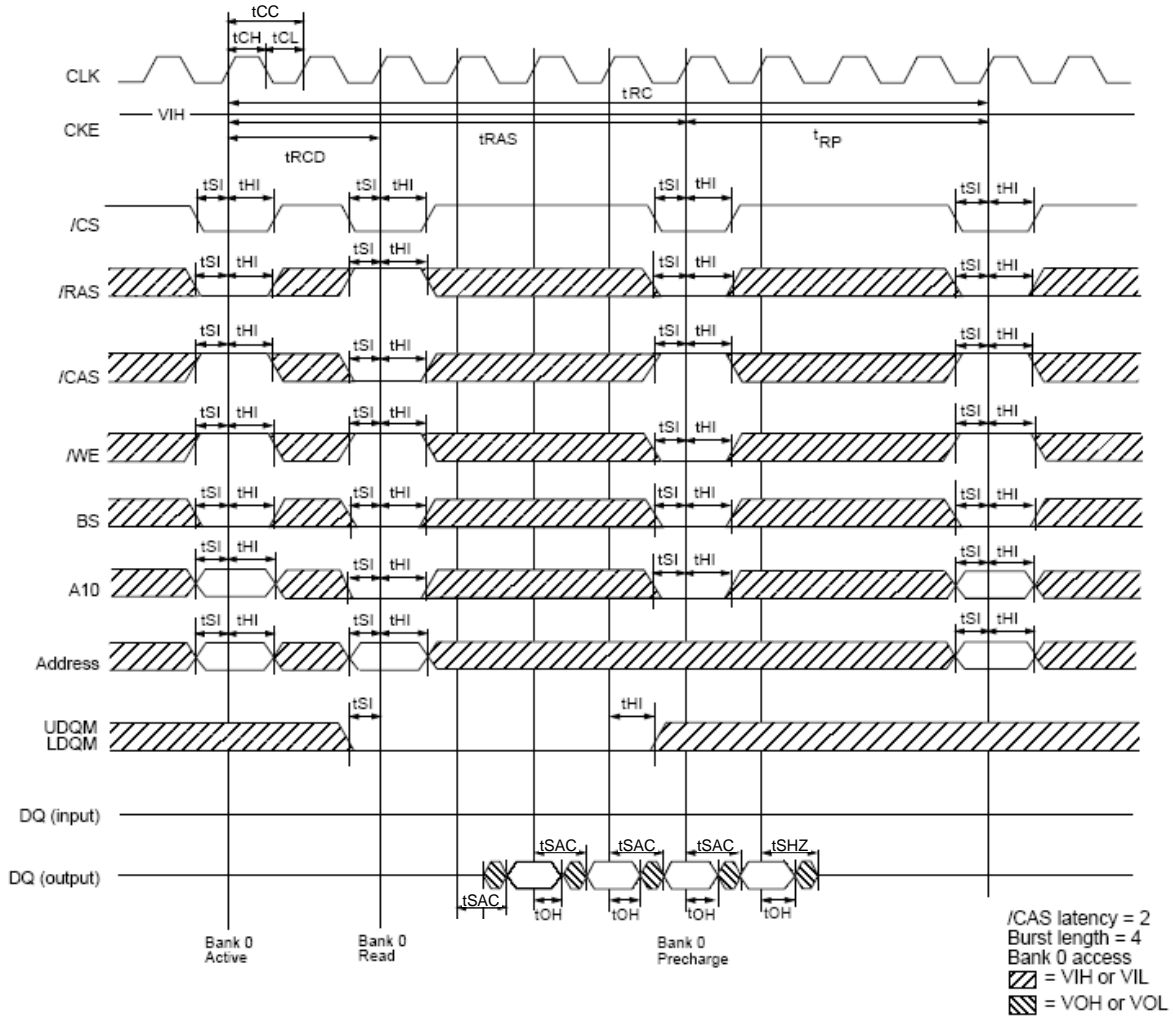 tCC
tCH tCL
CLK
tRC
VIH
CKE
tRAS
tRP
tRCD
tSI tHI tSI tHI tSI tHI tSI tHI
/CS
tSI tHI tSI tHI tSI tHI tSI tHI
/RAS
tSI tHI tSI tHI tSI tHI tSI tHI
/CAS
tSI tHI tSI tHI tSI tHI tSI tHI
/WE
tSI tHI tSI tHI tSI tHI tSI tHI
BS
tSI tHI tSI tHI tSI tHI tSI tHI
A10
tSI tHI tSI tHI tSI tHI
Address
tSI tHI
UDQM
LDQM
DQ (input)
tSAC tSAC tSAC tSHZ
DQ (output)
tSAC tOH tOH tOH tOH
Bank 0
Active
Bank 0
Read
Bank 0
Precharge
/CAS latency = 2
Burst length = 4
Bank 0 access
= VIH or VIL
= VOH or VOL